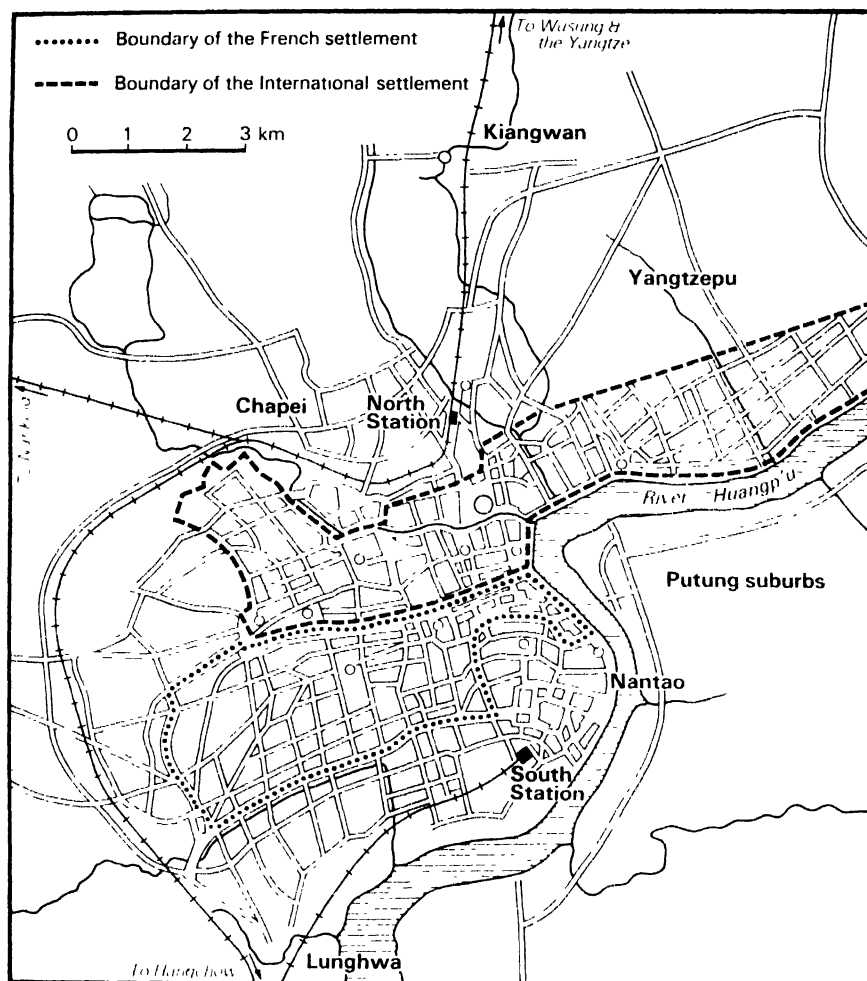 Boundary of the French settlement
Boundary of the International settlement
0 1 2 3 km
To Wusung &
the Yangtze
Kiangwan
Yangtzepu
Chapei
North
Station
River Huangp'u
Putung suburbs
Nantao
South
Station
Lunghwa
To Hangchow